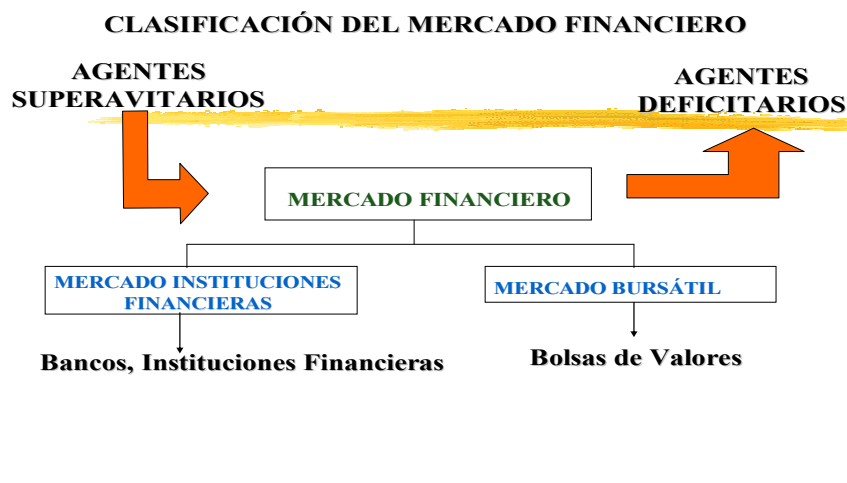 CLASIFICACIÓN DEL MERCADO FINANCIERO
AGENTES
SUPERAVITARIOS
AGENTES
DEFICITARIOS
MERCADO FINANCIERO
MERCADO INSTITUCIONES
FINANCIERAS
MERCADO BURSÁTIL
Bancos, Instituciones Financieras
Bolsas de Valores